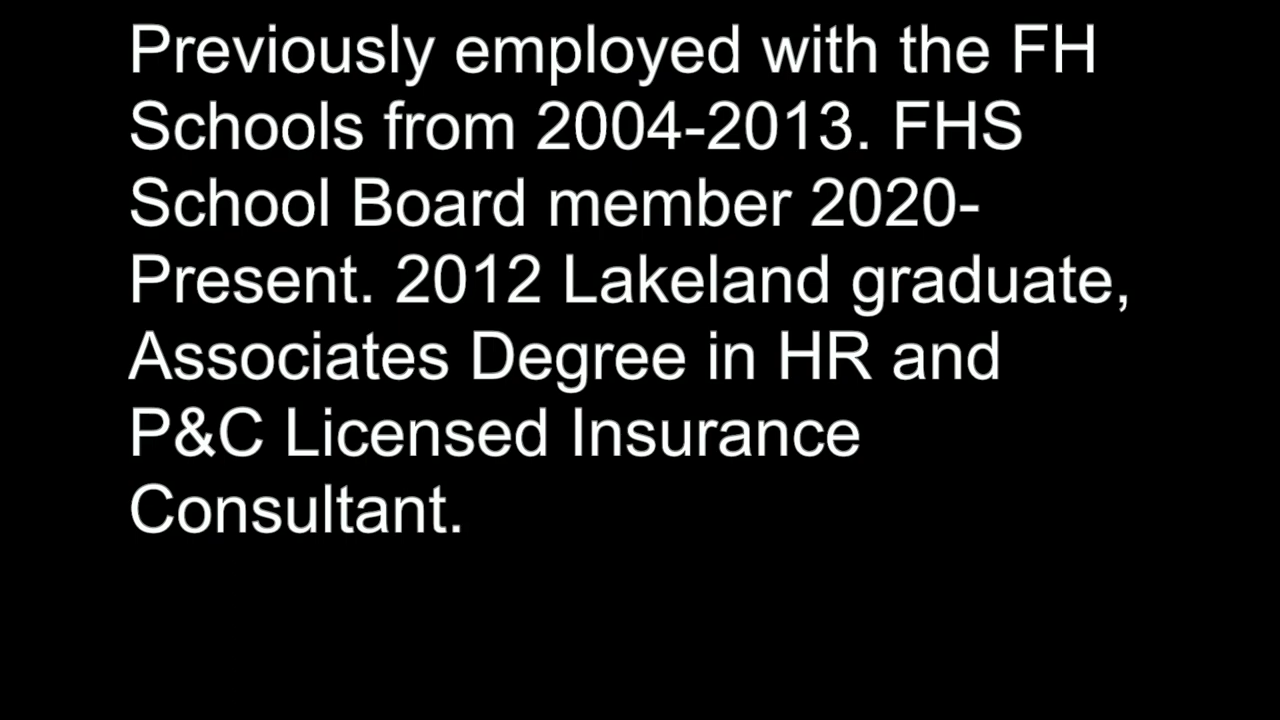 Previously employed with the FH
Schools from 2004-2013. FHS
School Board member 2020-
Present. 2012 Lakeland graduate,
Associates Degree in HR and
P&C Licensed Insurance
Consultant.